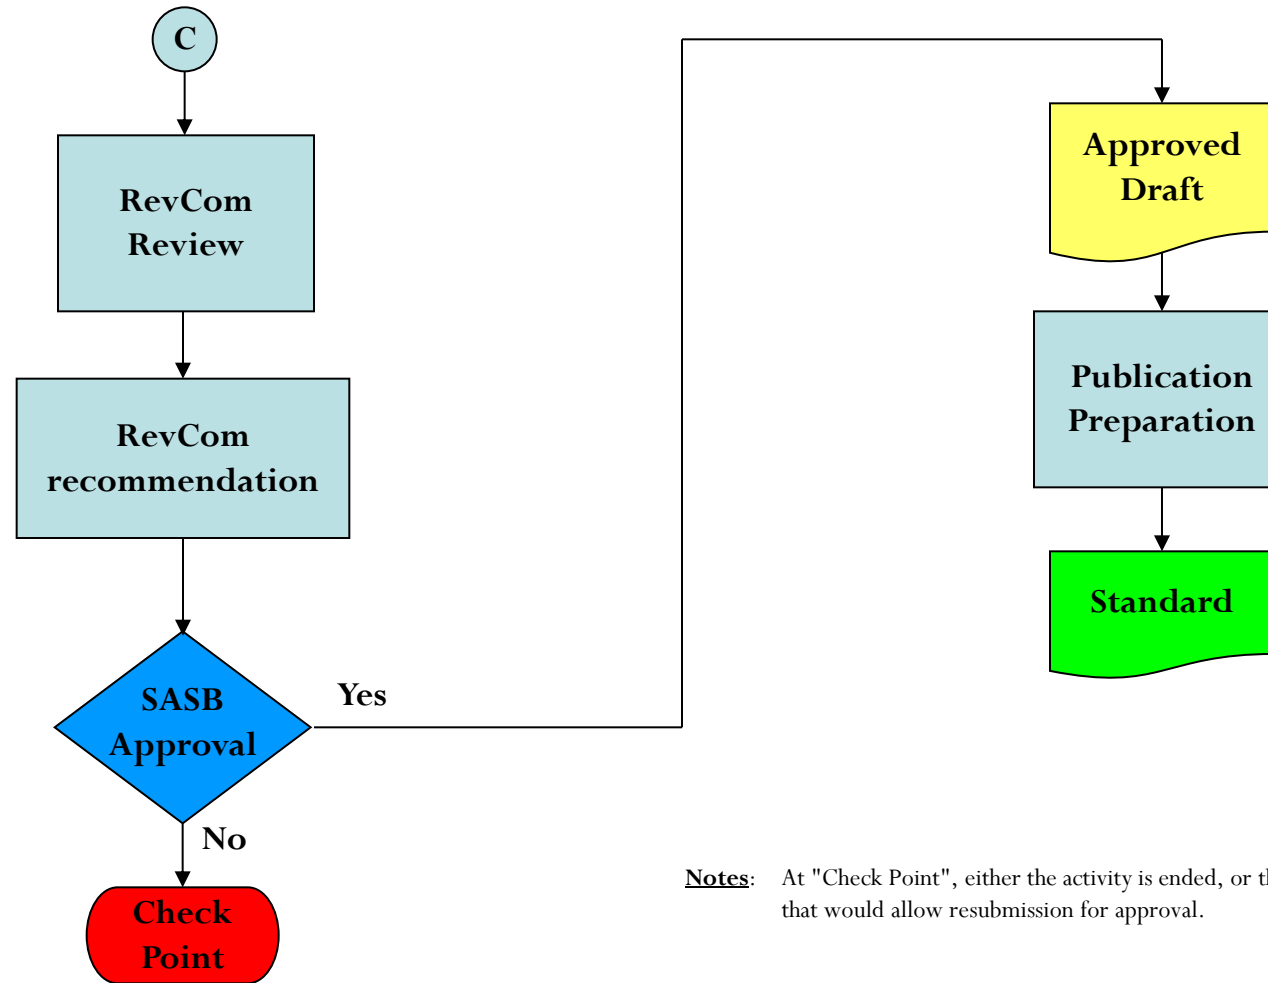 C
RevCom
Review
RevCom
recommendation
SASB
Approval
Yes
No
Check
Point
Approved
Draft
Publication
Preparation
Standard
Notes: At "Check Point", either the activity is ended, or
that would allow resubmission for approval.